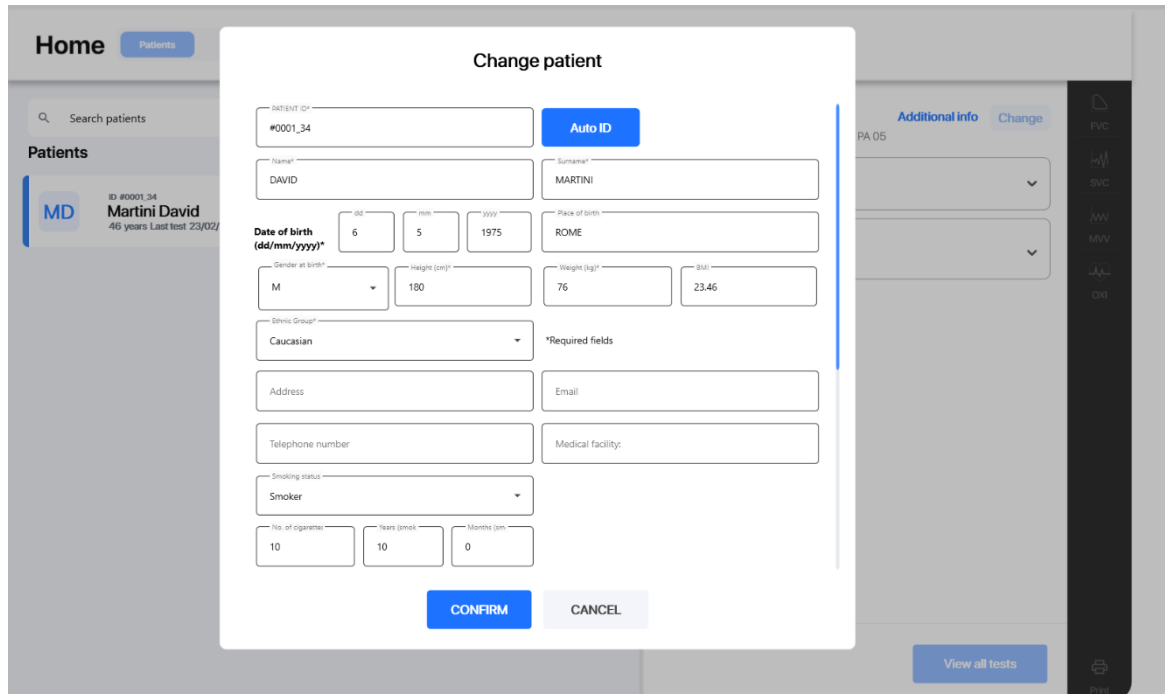 Home
Patients
Search patients
Patients
MD
ID #0001_34
Martini David
46 years Last test 23/02/
Change patient
PATIENT ID*
#0001_34
Auto ID
Name*
DAVID
Surname*
MARTINI
Date of birth
(dd/mm/yyyy)*
dd
6
mm
5
yyyy
1975
Place of birth
ROME
Gender at birth*
M
Height (cm)*
180
Weight (kg)*
76
BMI
23.46
Ethnic Group*
Caucasian
*Required fields
Address
Email
Telephone number
Medical facility:
Smoking status
Smoker
No. of cigarettes
10
Years (smok
10
Months (sm
0
CONFIRM
CANCEL
Additional info
Change
PA 05
View all tests
FVC
SVC
MVV
OXI
Print